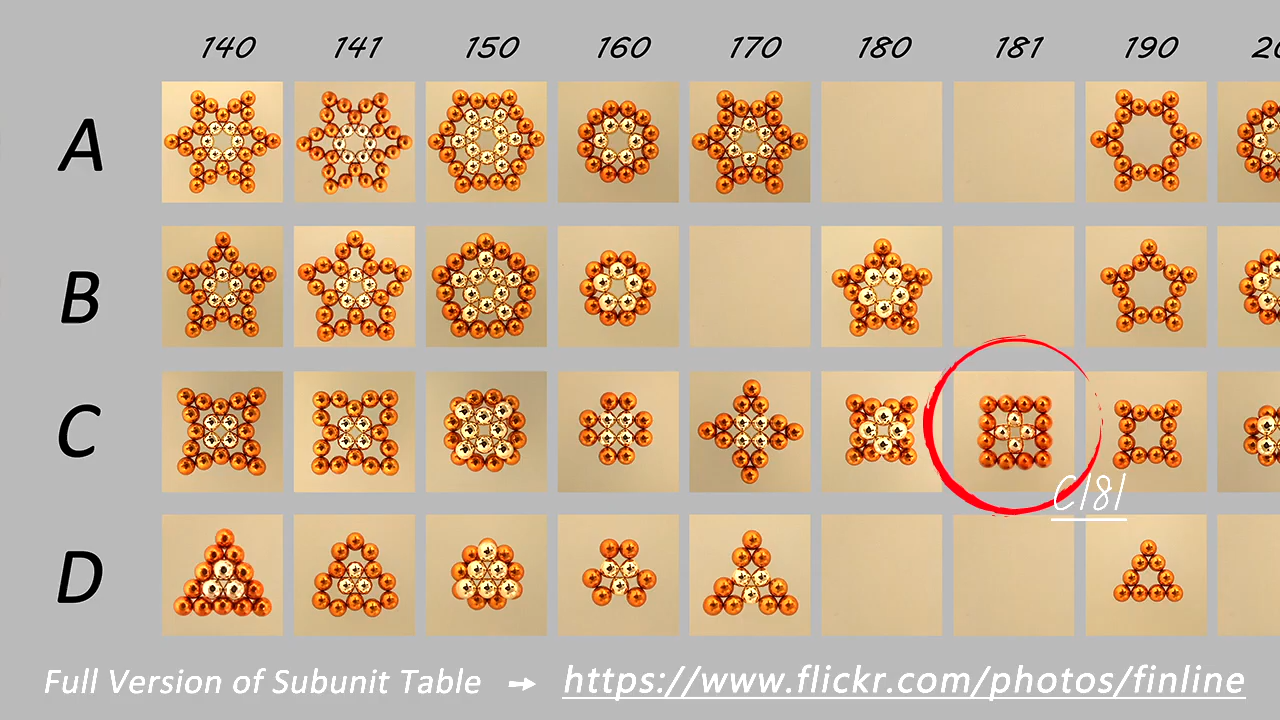 140 141 150 160 170 180 181 190
A
B
C
C181
D
Full Version of Subunit Table → https://www.flickr.com/photos/finline